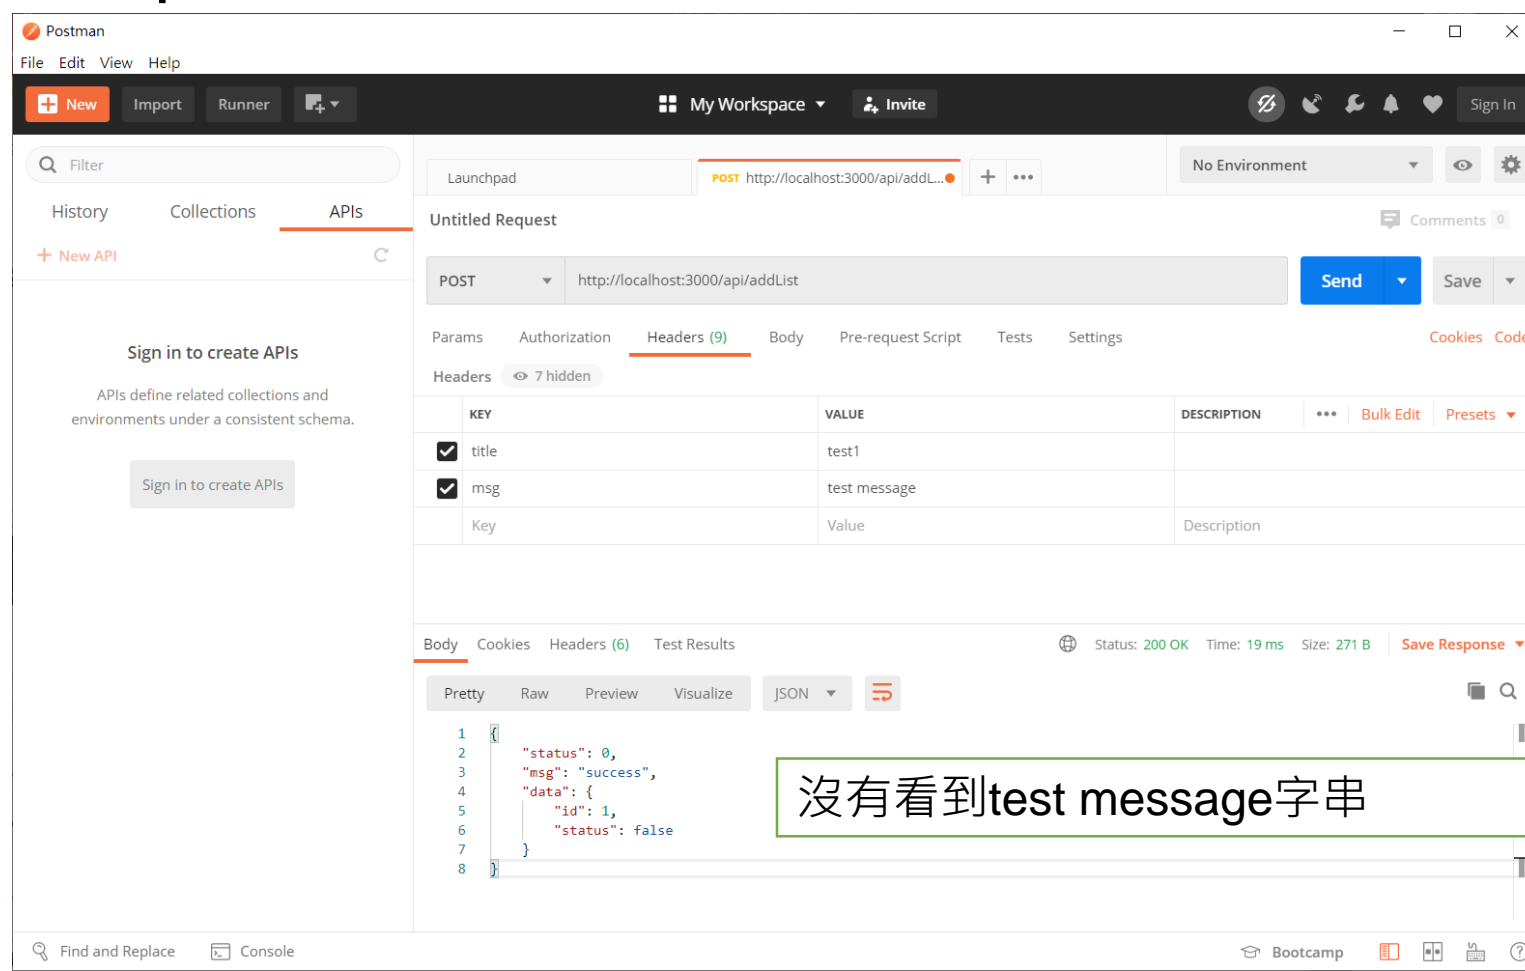 Postman
File Edit View Help
New Import Runner My Workspace Invite Sign In
Filter
History Collections APIs
New API
Sign in to create APIs
APIs define related collections and
environments under a consistent schema.
Sign in to create APIs
Launchpad POST http://localhost:3000/api/addL... No Environment
Untitled Request Comments 0
POST http://localhost:3000/api/addList Send Save
Params Authorization Headers (9) Body Pre-request Script Tests Settings Cookies Code
Headers 7 hidden
KEY VALUE DESCRIPTION Bulk Edit Presets
title test1
msg test message
Key Value Description
Body Cookies Headers (6) Test Results Status: 200 OK Time: 19 ms Size: 271 B Save Response
Pretty Raw Preview Visualize JSON
1 {
2 "status": 0,
3 "msg": "success",
4 "data": {
5 "id": 1,
6 "status": false
7 }
8 }
沒有看到test message字串
Find and Replace Console Bootcamp